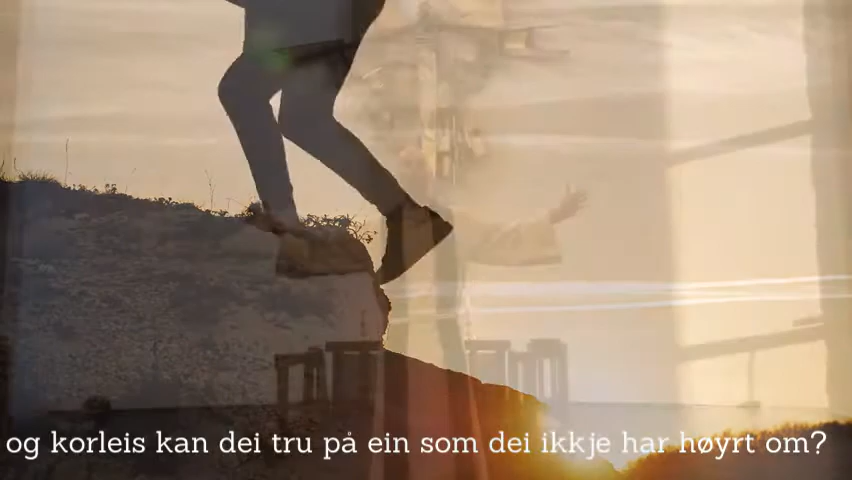 og korleis kan dei tru på ein som dei ikkje har høyrt om?